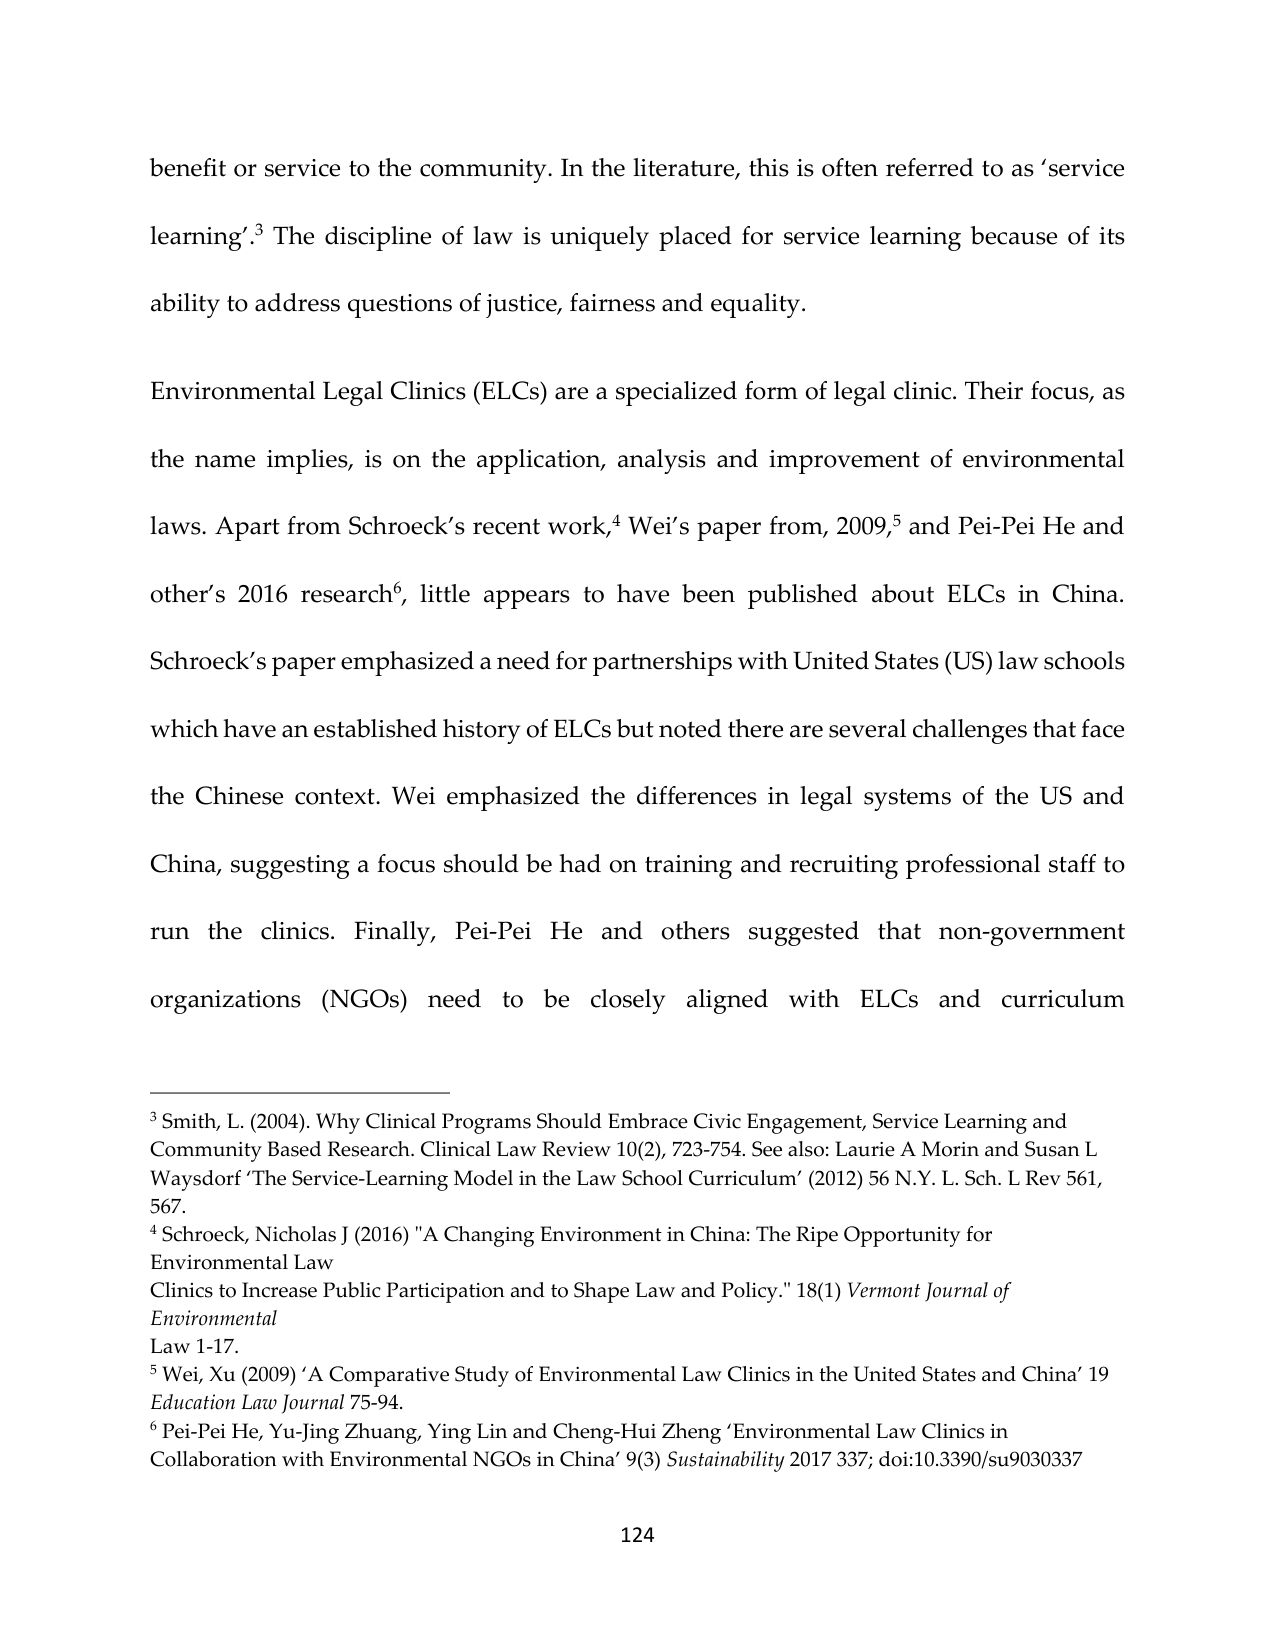 benefit or service to the community. In the literature, this is often referred to as ‘service
learning’.3 The discipline of law is uniquely placed for service learning because of its
ability to address questions of justice, fairness and equality.
Environmental Legal Clinics (ELCs) are a specialized form of legal clinic. Their focus, as
the name implies, is on the application, analysis and improvement of environmental
laws. Apart from Schroeck’s recent work,4 Wei’s paper from, 2009,5 and Pei-Pei He and
other’s 2016 research6, little appears to have been published about ELCs in China.
Schroeck’s paper emphasized a need for partnerships with United States (US) law schools
which have an established history of ELCs but noted there are several challenges that face
the Chinese context. Wei emphasized the differences in legal systems of the US and
China, suggesting a focus should be had on training and recruiting professional staff to
run the clinics. Finally, Pei-Pei He and others suggested that non-government
organizations (NGOs) need to be closely aligned with ELCs and curriculum
3 Smith, L. (2004). Why Clinical Programs Should Embrace Civic Engagement, Service Learning and
Community Based Research. Clinical Law Review 10(2), 723-754. See also: Laurie A Morin and Susan L
Waysdorf ‘The Service-Learning Model in the Law School Curriculum’ (2012) 56 N.Y. L. Sch. L Rev 561,
567.
4 Schroeck, Nicholas J (2016) "A Changing Environment in China: The Ripe Opportunity for
Environmental Law
Clinics to Increase Public Participation and to Shape Law and Policy." 18(1) Vermont Journal of
Environmental
Law 1-17.
5 Wei, Xu (2009) ‘A Comparative Study of Environmental Law Clinics in the United States and China’ 19
Education Law Journal 75-94.
6 Pei-Pei He, Yu-Jing Zhuang, Ying Lin and Cheng-Hui Zheng ‘Environmental Law Clinics in
Collaboration with Environmental NGOs in China’ 9(3) Sustainability 2017 337; doi:10.3390/su9030337
124